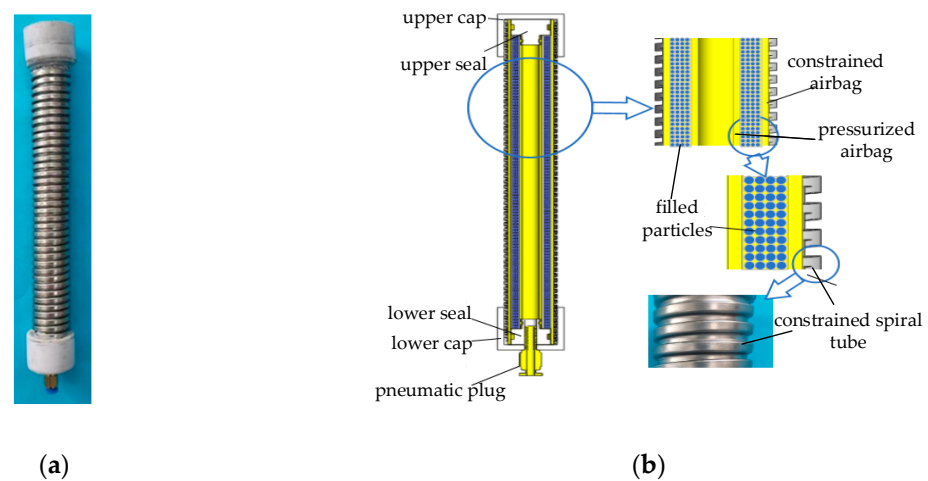 upper cap
upper seal
constrained
airbag
pressurized
airbag
filled
particles
lower seal
lower cap
constrained spiral
tube
pneumatic plug
(a)
(b)